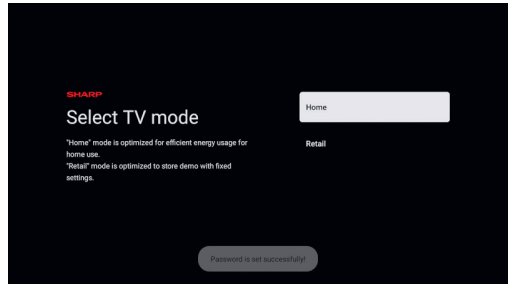 SHARP
Select TV mode
"Home" mode is optimized for efficient energy usage for
home use.
"Retail" mode is optimized to store demo with fixed
settings.
Home
Retail
Password is set successfully!